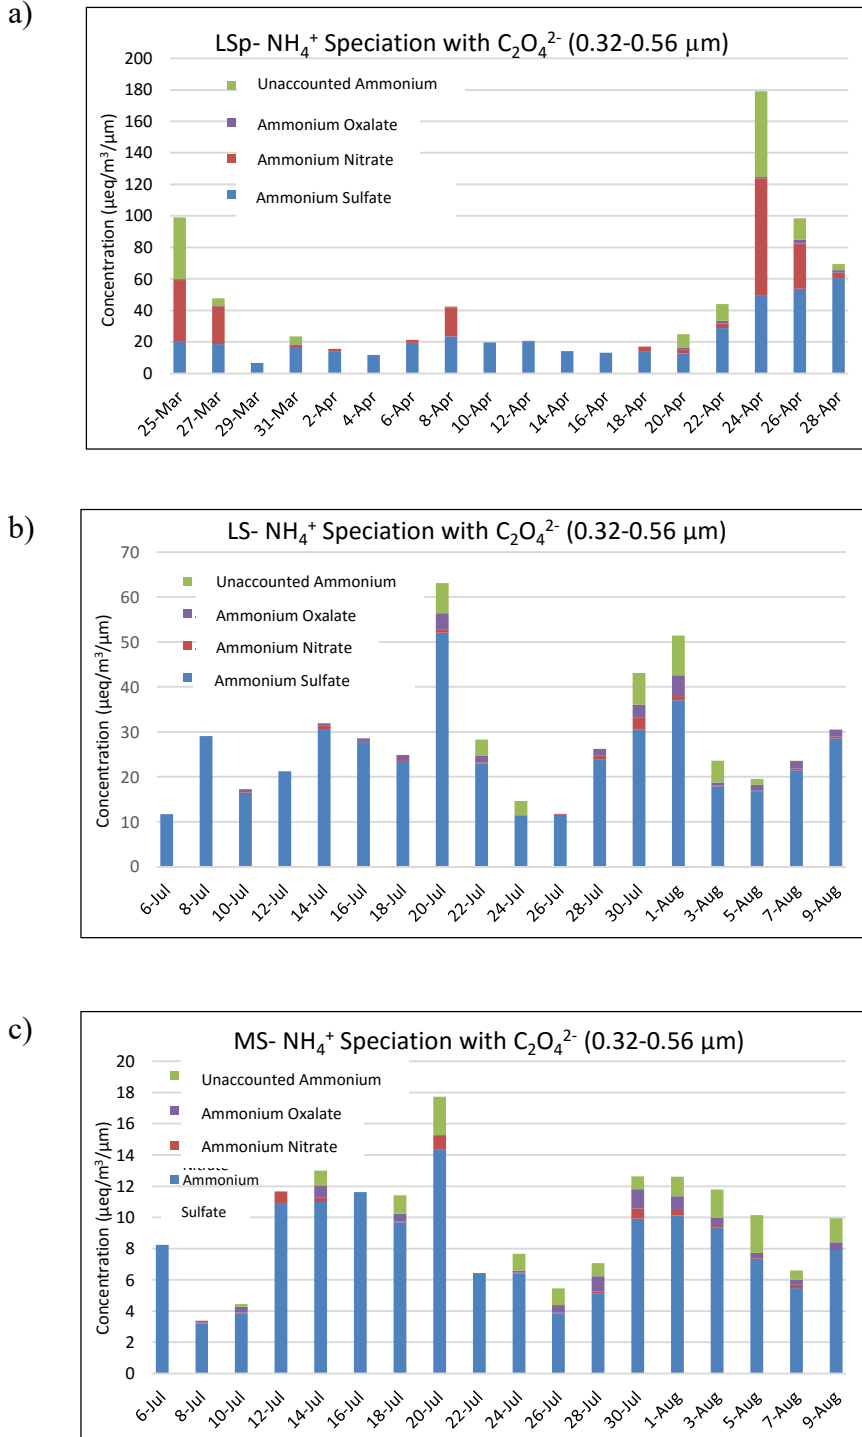 a)
LSp- NH₄⁺ Speciation with C₂O₄²⁻ (0.32-0.56 μm)
Concentration (μeq/m³/μm)
200
180
160
140
120
100
80
60
40
20
0
Unaccounted Ammonium
Ammonium Oxalate
Ammonium Nitrate
Ammonium Sulfate
25-Mar
27-Mar
29-Mar
31-Mar
2-Apr
4-Apr
6-Apr
8-Apr
10-Apr
12-Apr
14-Apr
16-Apr
18-Apr
20-Apr
22-Apr
24-Apr
26-Apr
28-Apr
b)
LS- NH₄⁺ Speciation with C₂O₄²⁻ (0.32-0.56 μm)
Concentration (μeq/m³/μm)
70
60
50
40
30
20
10
0
Unaccounted Ammonium
Ammonium Oxalate
Ammonium Nitrate
Ammonium Sulfate
6-Jul
8-Jul
10-Jul
12-Jul
14-Jul
16-Jul
18-Jul
20-Jul
22-Jul
24-Jul
26-Jul
28-Jul
30-Jul
1-Aug
3-Aug
5-Aug
7-Aug
9-Aug
c)
MS- NH₄⁺ Speciation with C₂O₄²⁻ (0.32-0.56 μm)
Concentration (μeq/m³/μm)
20
18
16
14
12
10
8
6
4
2
0
Unaccounted Ammonium
Ammonium Oxalate
Ammonium Nitrate
Ammonium
Sulfate
6-Jul
8-Jul
10-Jul
12-Jul
14-Jul
16-Jul
18-Jul
20-Jul
22-Jul
24-Jul
26-Jul
28-Jul
30-Jul
1-Aug
3-Aug
5-Aug
7-Aug
9-Aug